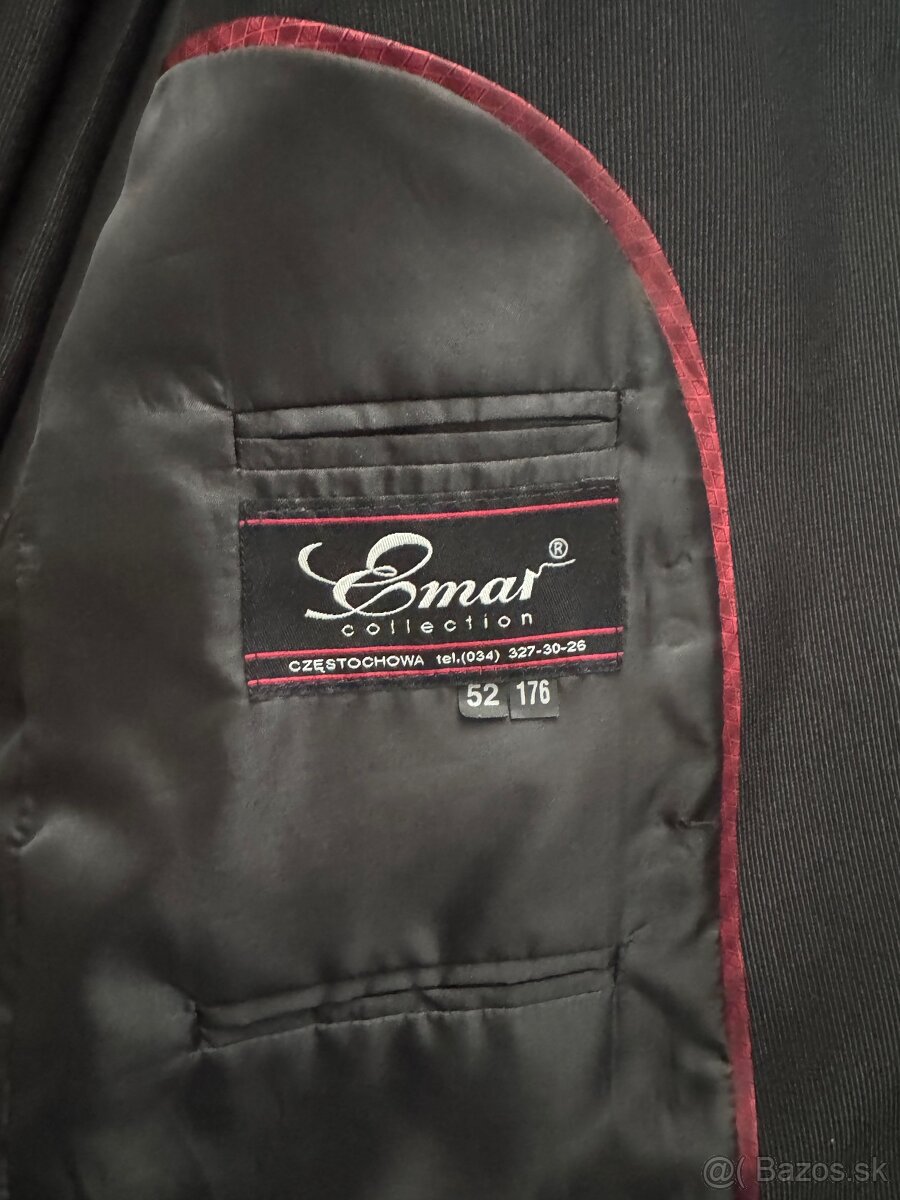 Emar ®
collection
CZĘSTOCHOWA tel.(034) 327-30-26
52 176
@( Bazos.sk